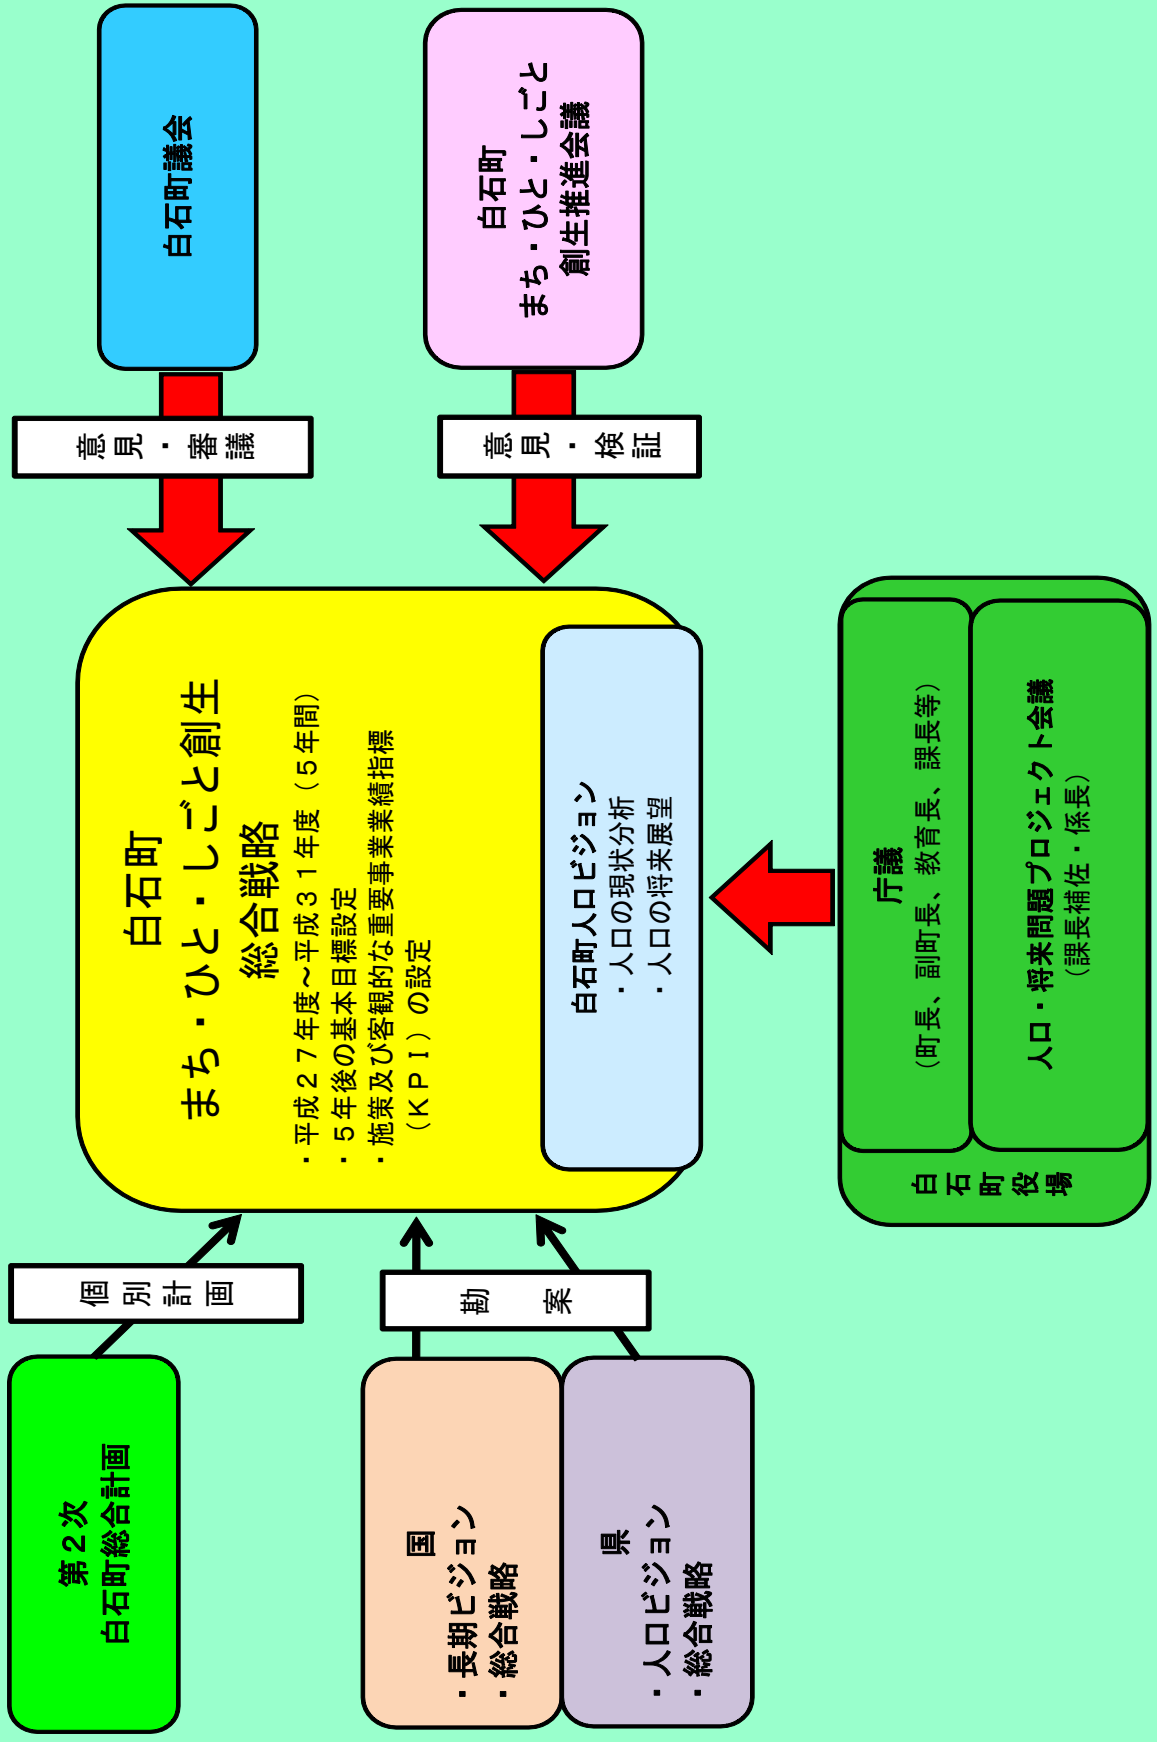 第２次
白石町総合計画
個別計画
国
・長期ビジョン
・総合戦略
県
・人口ビジョン
・総合戦略
勘　案
白石町
まち・ひと・しごと創生
総合戦略
・平成２７年度～平成３１年度（５年間）
・５年後の基本目標設定
・施策及び客観的な重要事業業績指標
（ＫＰＩ）の設定
白石町人口ビジョン
・人口の現状分析
・人口の将来展望
意見・審議
白石町議会
意見・検証
白石町
まち・ひと・しごと
創生推進会議
白石町役場
庁議
（町長、副町長、教育長、課長等）
人口・将来問題プロジェクト会議
（課長補佐・係長）